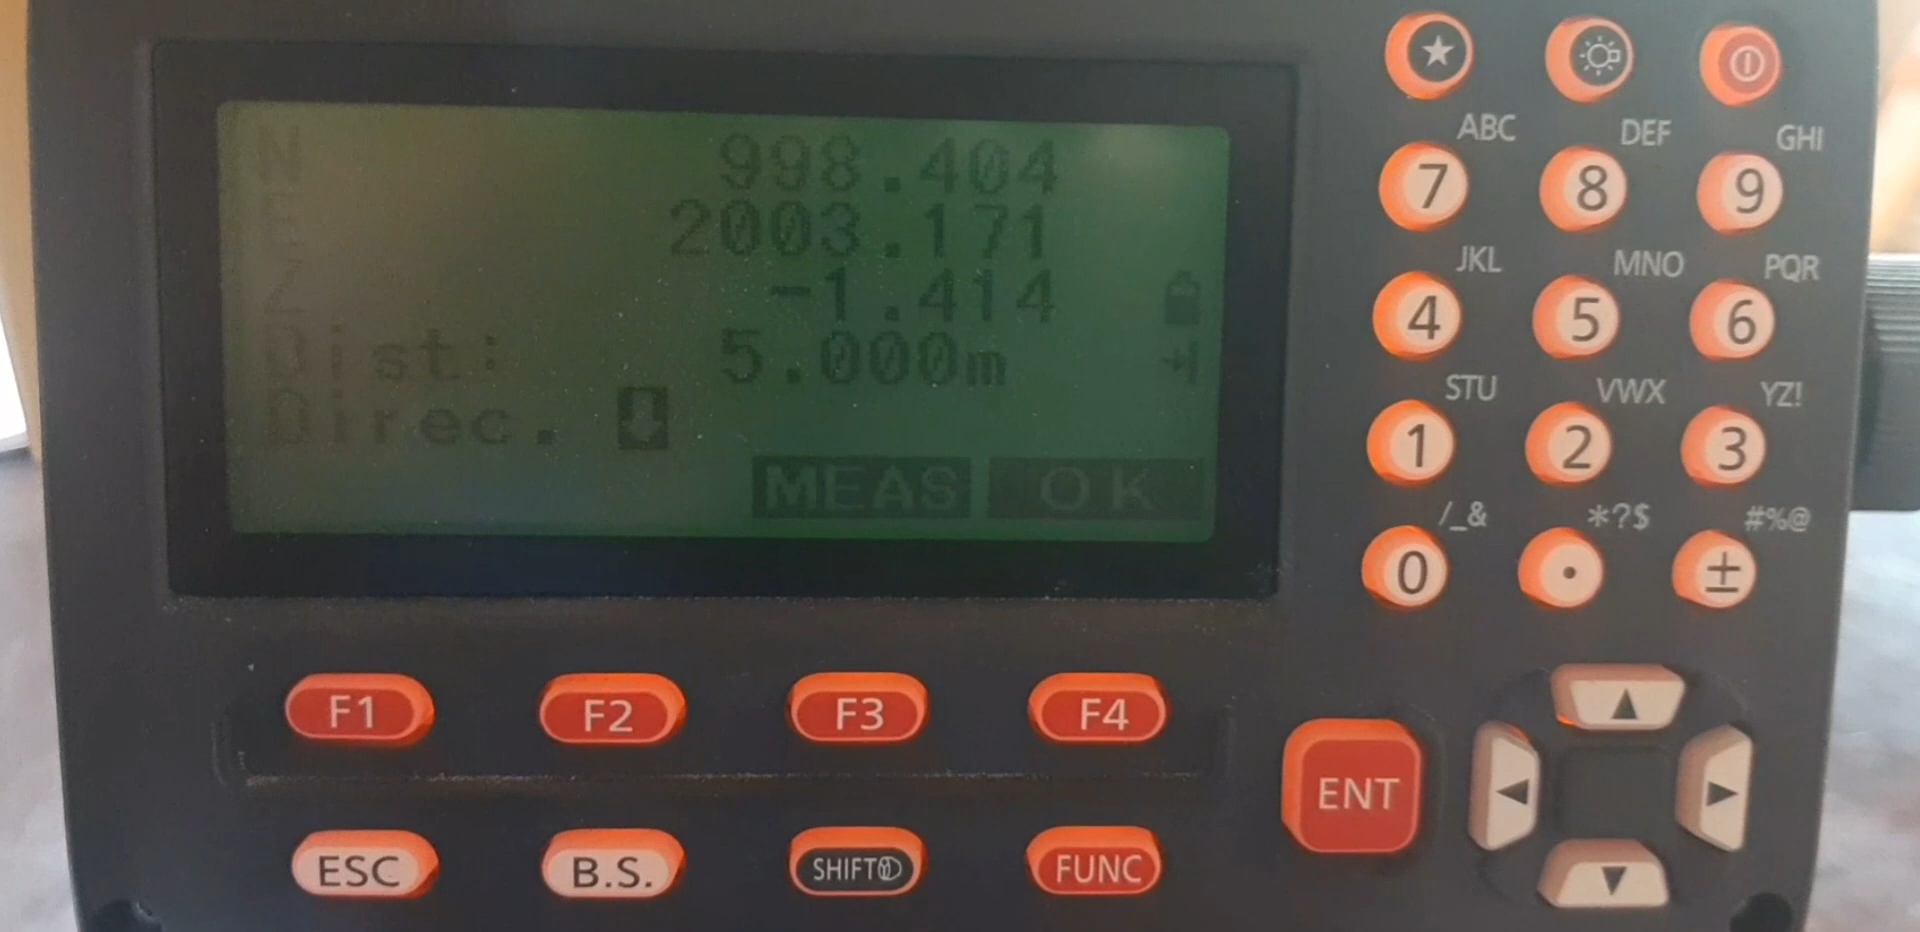 N 998.404
E 2003.171
Z -1.414
Dist: 5.000m
Direc. ↓
MEAS OK
ABC DEF GHI
7 8 9
JKL MNO PQR
4 5 6
STU VWX YZ!
1 2 3
/_& *?$ #%@
0 • ±
F1 F2 F3 F4
ENT
ESC B.S. SHIFT FUNC